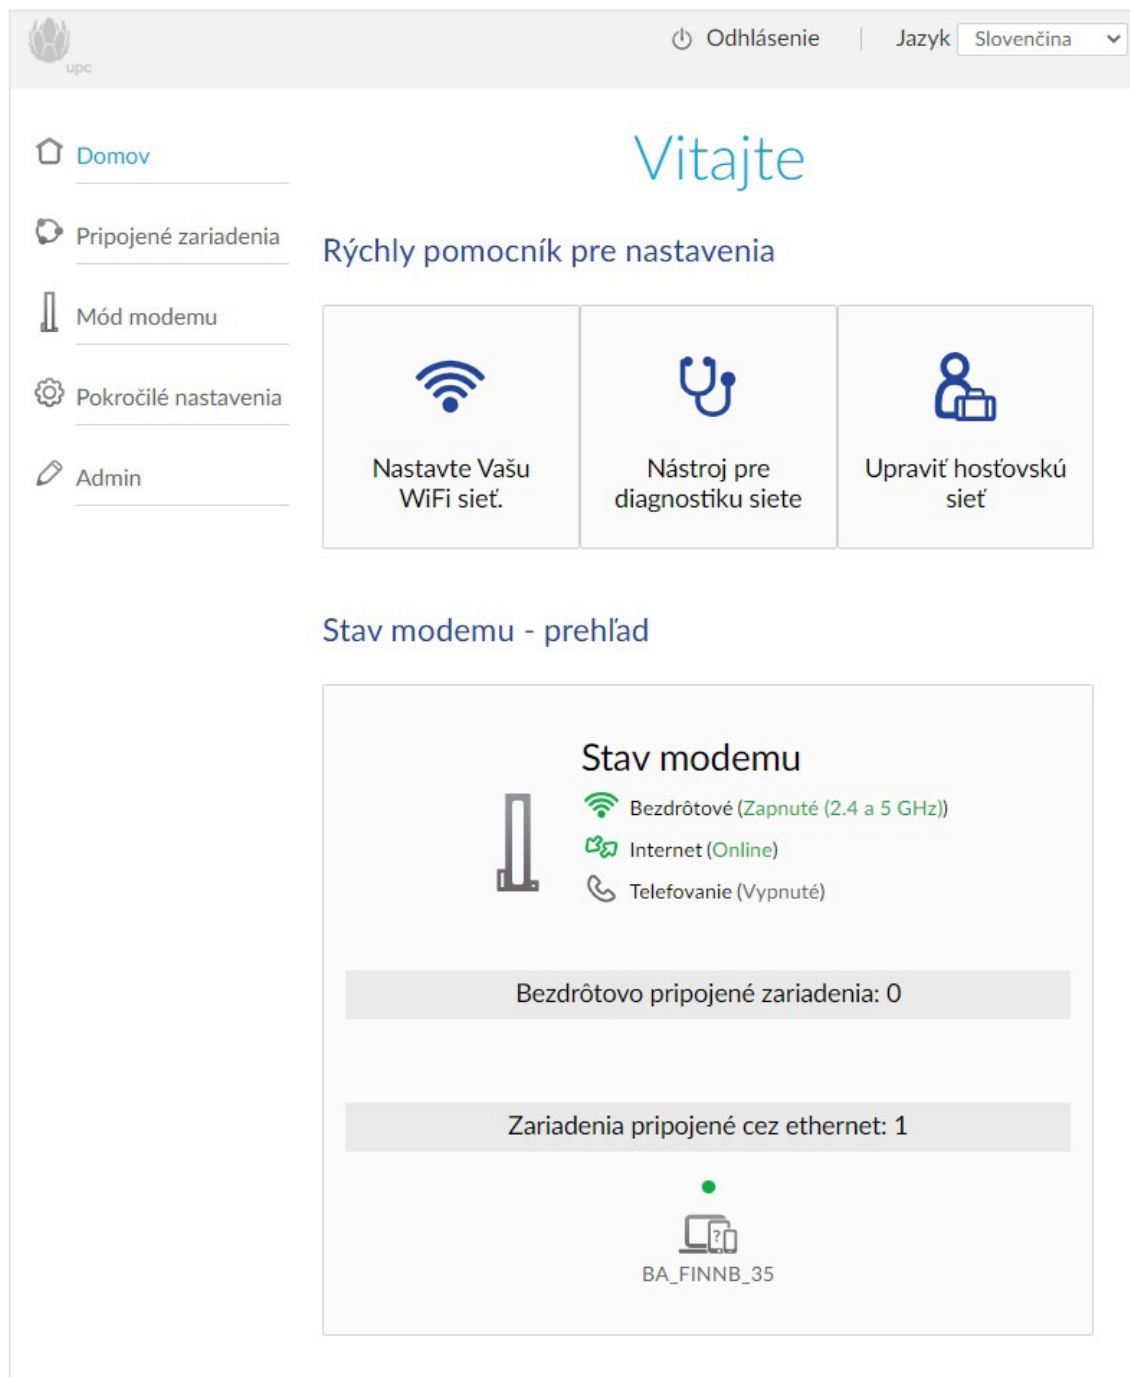 upc
Odhlásenie
Jazyk Slovenčina
Domov
Pripojené zariadenia
Mód modemu
Pokročilé nastavenia
Admin
Vitajte
Rýchly pomocník pre nastavenia
Nastavte Vašu
WiFi sieť.
Nástroj pre
diagnostiku siete
Upraviť hosťovskú
sieť
Stav modemu - prehľad
Stav modemu
Bezdrôtové (Zapnuté (2.4 a 5 GHz))
Internet (Online)
Telefovanie (Vypnuté)
Bezdrôtovo pripojené zariadenia: 0
Zariadenia pripojené cez ethernet: 1
?
BA_FINNB_35